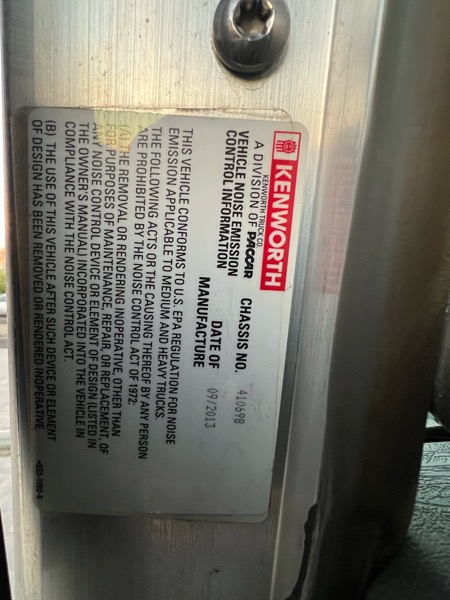 KENWORTH
KENWORTH TRUCK CO.
A DIVISION OF PACCAR
VEHICLE NOISE EMISSION
CONTROL INFORMATION
CHASSIS NO. 410698
DATE OF
MANUFACTURE 09/2013
THIS VEHICLE CONFORMS TO U.S. EPA REGULATION FOR NOISE
EMISSION APPLICABLE TO MEDIUM AND HEAVY TRUCKS.
THE FOLLOWING ACTS OR THE CAUSING THEREOF BY ANY PERSON
ARE PROHIBITED BY THE NOISE CONTROL ACT OF 1972:
(A) THE REMOVAL OR RENDERING INOPERATIVE, OTHER THAN
FOR PURPOSES OF MAINTENANCE, REPAIR, OR REPLACEMENT, OF
ANY NOISE CONTROL DEVICE OR ELEMENT OF DESIGN (LISTED IN
THE OWNER'S MANUAL) INCORPORATED INTO THE VEHICLE IN
COMPLIANCE WITH THE NOISE CONTROL ACT.
(B) THE USE OF THIS VEHICLE AFTER SUCH DEVICE OR ELEMENT
OF DESIGN HAS BEEN REMOVED OR RENDERED INOPERATIVE.